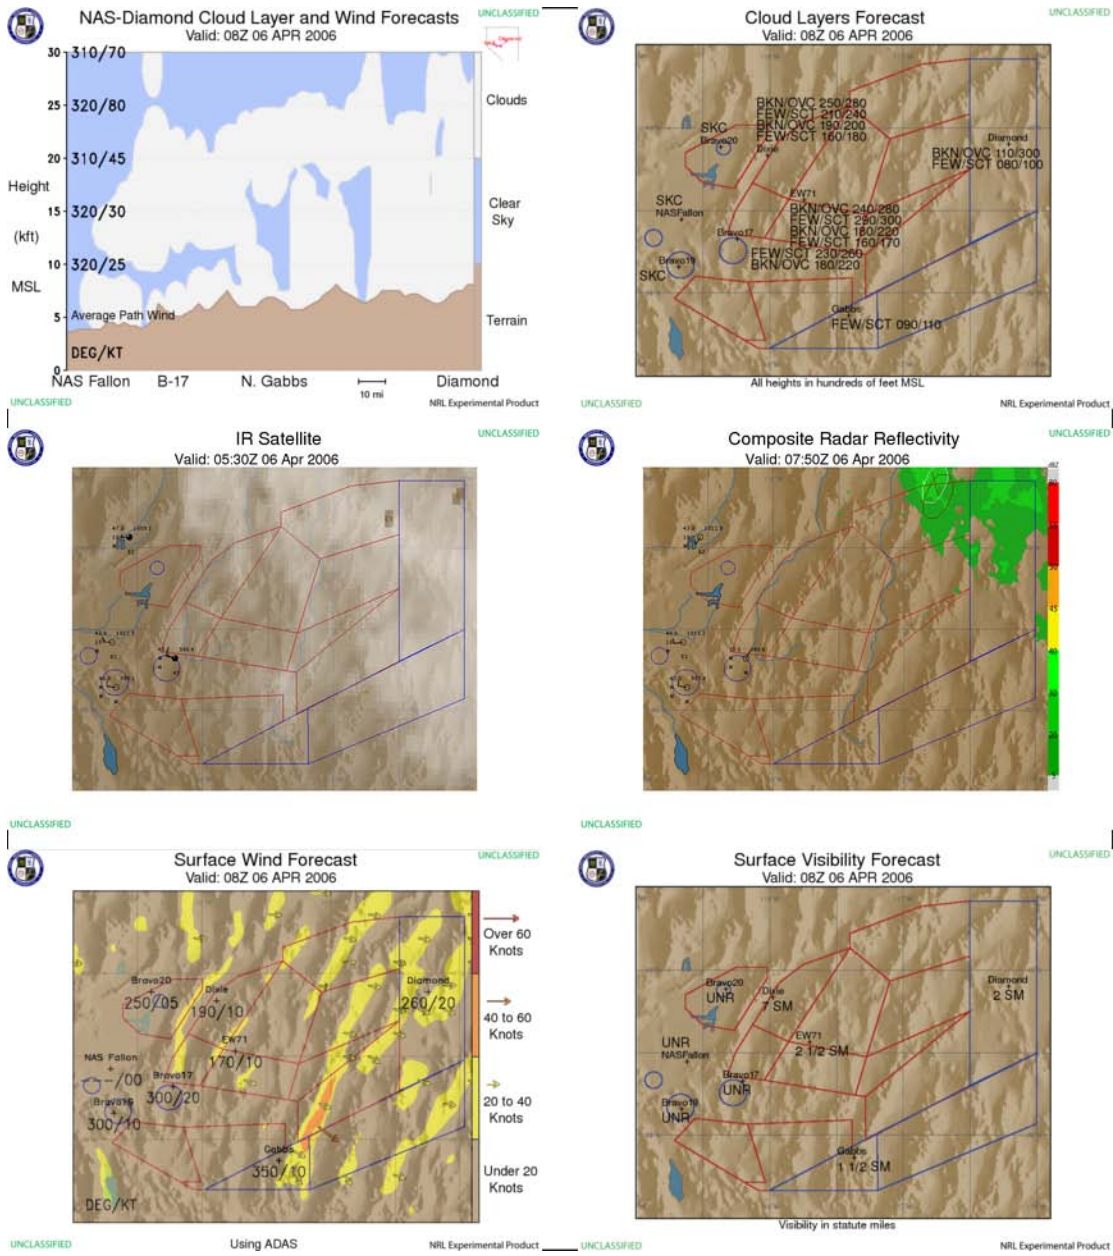 NAS-Diamond Cloud Layer and Wind Forecasts
UNCLASSIFIED
Valid: 08Z 06 APR 2006
30
310/70
25
320/80
20
310/45
Height
15
320/30
(kft)
10
320/25
MSL
5
Average Path Wind
0
DEG/KT
Clouds
Clear
Sky
Terrain
NAS Fallon
B-17
N. Gabbs
10 mi
Diamond
UNCLASSIFIED
NRL Experimental Product
Cloud Layers Forecast
UNCLASSIFIED
Valid: 08Z 06 APR 2006
BKN/OVC 250/280
FEW/SCT 210/240
BKN/OVC 190/200
FEW/SCT 160/180
SKC
Bravo20
Dixie
Diamond
BKN/OVC 110/300
FEW/SCT 080/100
SKC
NASFallon
EW71
BKN/OVC 240/280
FEW/SCT 290/300
BKN/OVC 180/220
FEW/SCT 160/170
Bravo17
FEW/SCT 230/260
BKN/OVC 180/220
Bravo19
SKC
Gabbs
FEW/SCT 090/110
All heights in hundreds of feet MSL
UNCLASSIFIED
NRL Experimental Product
IR Satellite
UNCLASSIFIED
Valid: 05:30Z 06 Apr 2006
UNCLASSIFIED
Composite Radar Reflectivity
UNCLASSIFIED
Valid: 07:50Z 06 Apr 2006
UNCLASSIFIED
Surface Wind Forecast
UNCLASSIFIED
Valid: 08Z 06 APR 2006
Bravo20
250/05
Dixie
190/10
Diamond
260/20
EW71
170/10
NAS Fallon
---/00
Bravo17
300/20
Bravo19
300/10
Gabbs
350/10
DEG/KT
Over 60
Knots
40 to 60
Knots
20 to 40
Knots
Under 20
Knots
UNCLASSIFIED
Using ADAS
NRL Experimental Product
Surface Visibility Forecast
UNCLASSIFIED
Valid: 08Z 06 APR 2006
Bravo20
UNR
Dixie
7 SM
Diamond
2 SM
UNR
NASFallon
EW71
2 1/2 SM
Bravo17
UNR
Bravo19
UNR
Gabbs
1 1/2 SM
Visibility in statute miles
UNCLASSIFIED
NRL Experimental Product